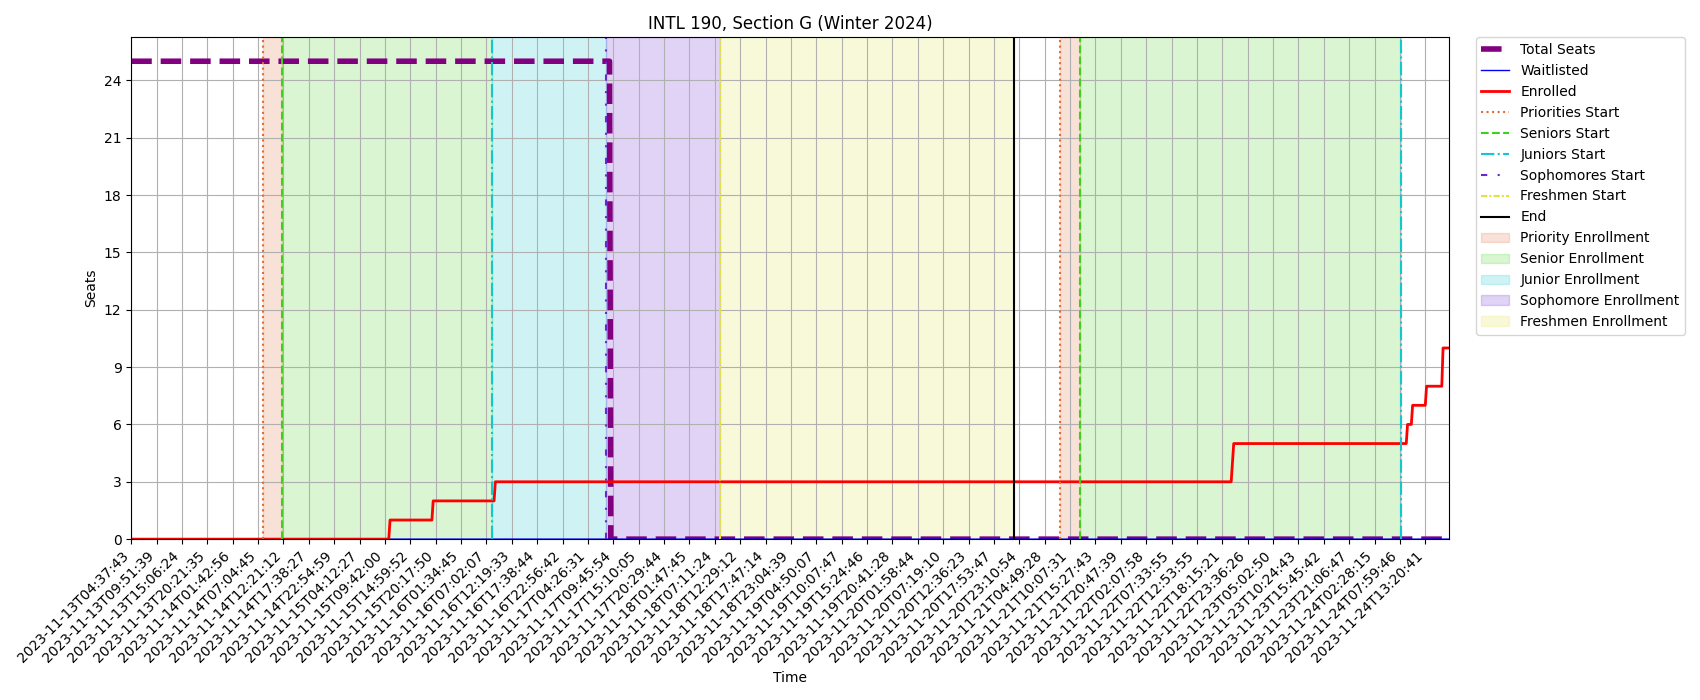 INTL 190, Section G (Winter 2024)
Seats
24
21
18
15
12
9
6
3
0
2023-11-13T04:37:43
2023-11-13T09:51:39
2023-11-13T15:06:24
2023-11-13T20:21:35
2023-11-14T01:42:56
2023-11-14T07:04:45
2023-11-14T12:21:12
2023-11-14T17:38:27
2023-11-14T22:54:59
2023-11-15T04:12:27
2023-11-15T09:42:00
2023-11-15T14:59:52
2023-11-15T20:17:50
2023-11-16T01:34:45
2023-11-16T07:02:07
2023-11-16T12:19:33
2023-11-16T17:38:44
2023-11-16T22:56:42
2023-11-17T04:26:31
2023-11-17T09:45:54
2023-11-17T15:10:05
2023-11-17T20:29:44
2023-11-18T01:47:45
2023-11-18T07:11:24
2023-11-18T12:29:12
2023-11-18T17:47:14
2023-11-18T23:04:39
2023-11-19T04:50:07
2023-11-19T10:07:47
2023-11-19T15:24:46
2023-11-19T20:41:28
2023-11-20T01:58:44
2023-11-20T07:19:10
2023-11-20T12:36:23
2023-11-20T17:53:47
2023-11-20T23:10:54
2023-11-21T04:49:28
2023-11-21T10:07:31
2023-11-21T15:27:43
2023-11-21T20:47:39
2023-11-22T02:07:58
2023-11-22T07:33:55
2023-11-22T12:53:55
2023-11-22T18:15:21
2023-11-22T23:36:26
2023-11-23T05:02:50
2023-11-23T10:24:43
2023-11-23T15:45:42
2023-11-23T21:06:47
2023-11-24T02:28:15
2023-11-24T07:59:46
2023-11-24T13:20:41
Time
Total Seats
Waitlisted
Enrolled
Priorities Start
Seniors Start
Juniors Start
Sophomores Start
Freshmen Start
End
Priority Enrollment
Senior Enrollment
Junior Enrollment
Sophomore Enrollment
Freshmen Enrollment